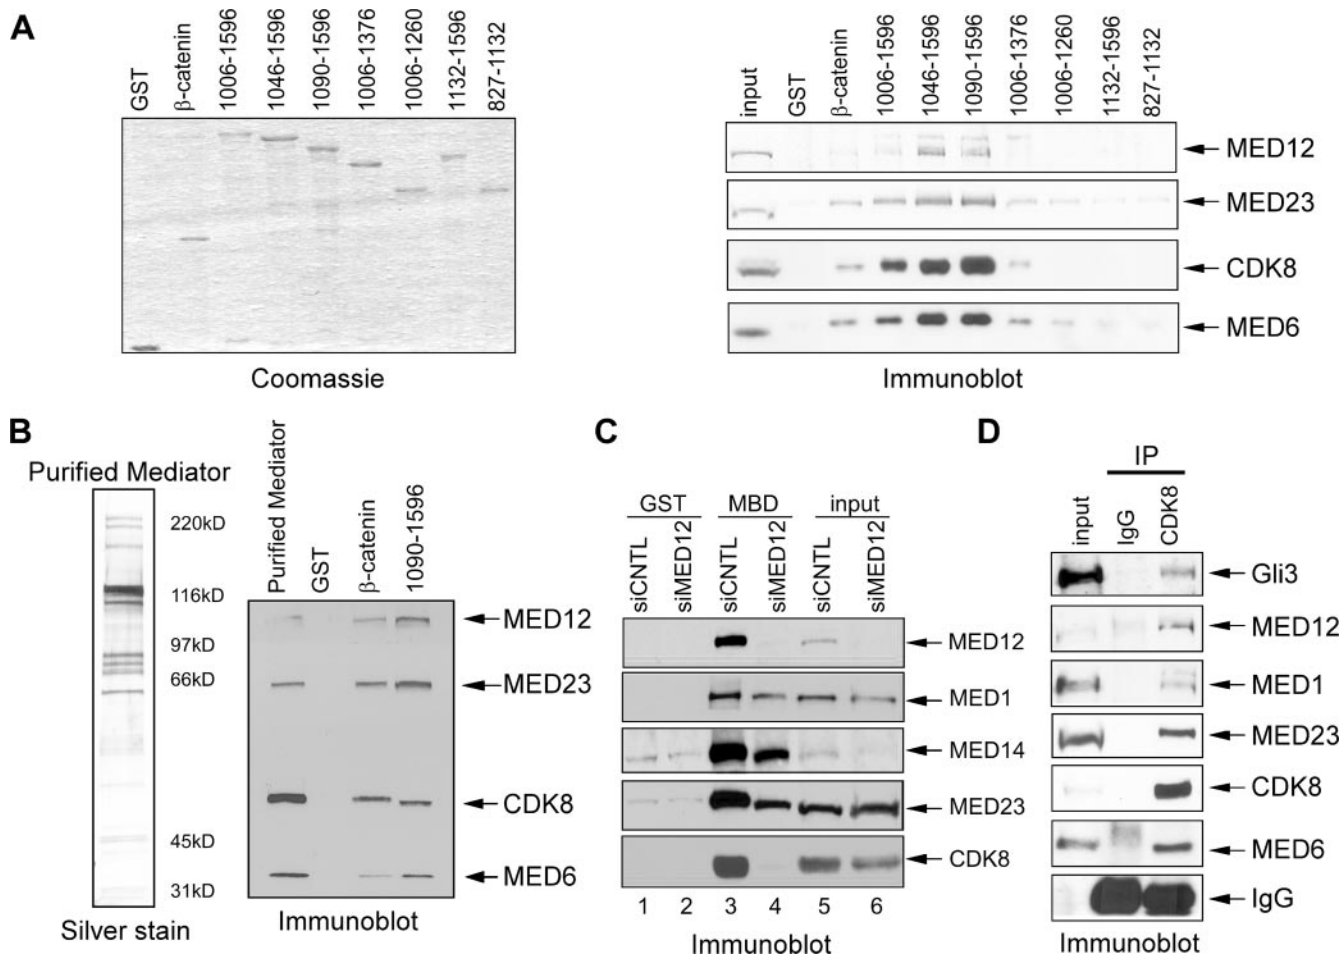 A
GST
β-catenin
1006-1596
1046-1596
1090-1596
1006-1376
1006-1260
1132-1596
827-1132
Coomassie
input
GST
β-catenin
1006-1596
1046-1596
1090-1596
1006-1376
1006-1260
1132-1596
827-1132
MED12
MED23
CDK8
MED6
Immunoblot
B
Purified Mediator
220kD
116kD
97kD
66kD
45kD
31kD
Silver stain
Purified Mediator
GST
β-catenin
1090-1596
MED12
MED23
CDK8
MED6
Immunoblot
C
GST MBD input
siCNTL
siMED12
siCNTL
siMED12
siCNTL
siMED12
MED12
MED1
MED14
MED23
CDK8
1 2 3 4 5 6
Immunoblot
D
IP
input
IgG
CDK8
Gli3
MED12
MED1
MED23
CDK8
MED6
IgG
Immunoblot